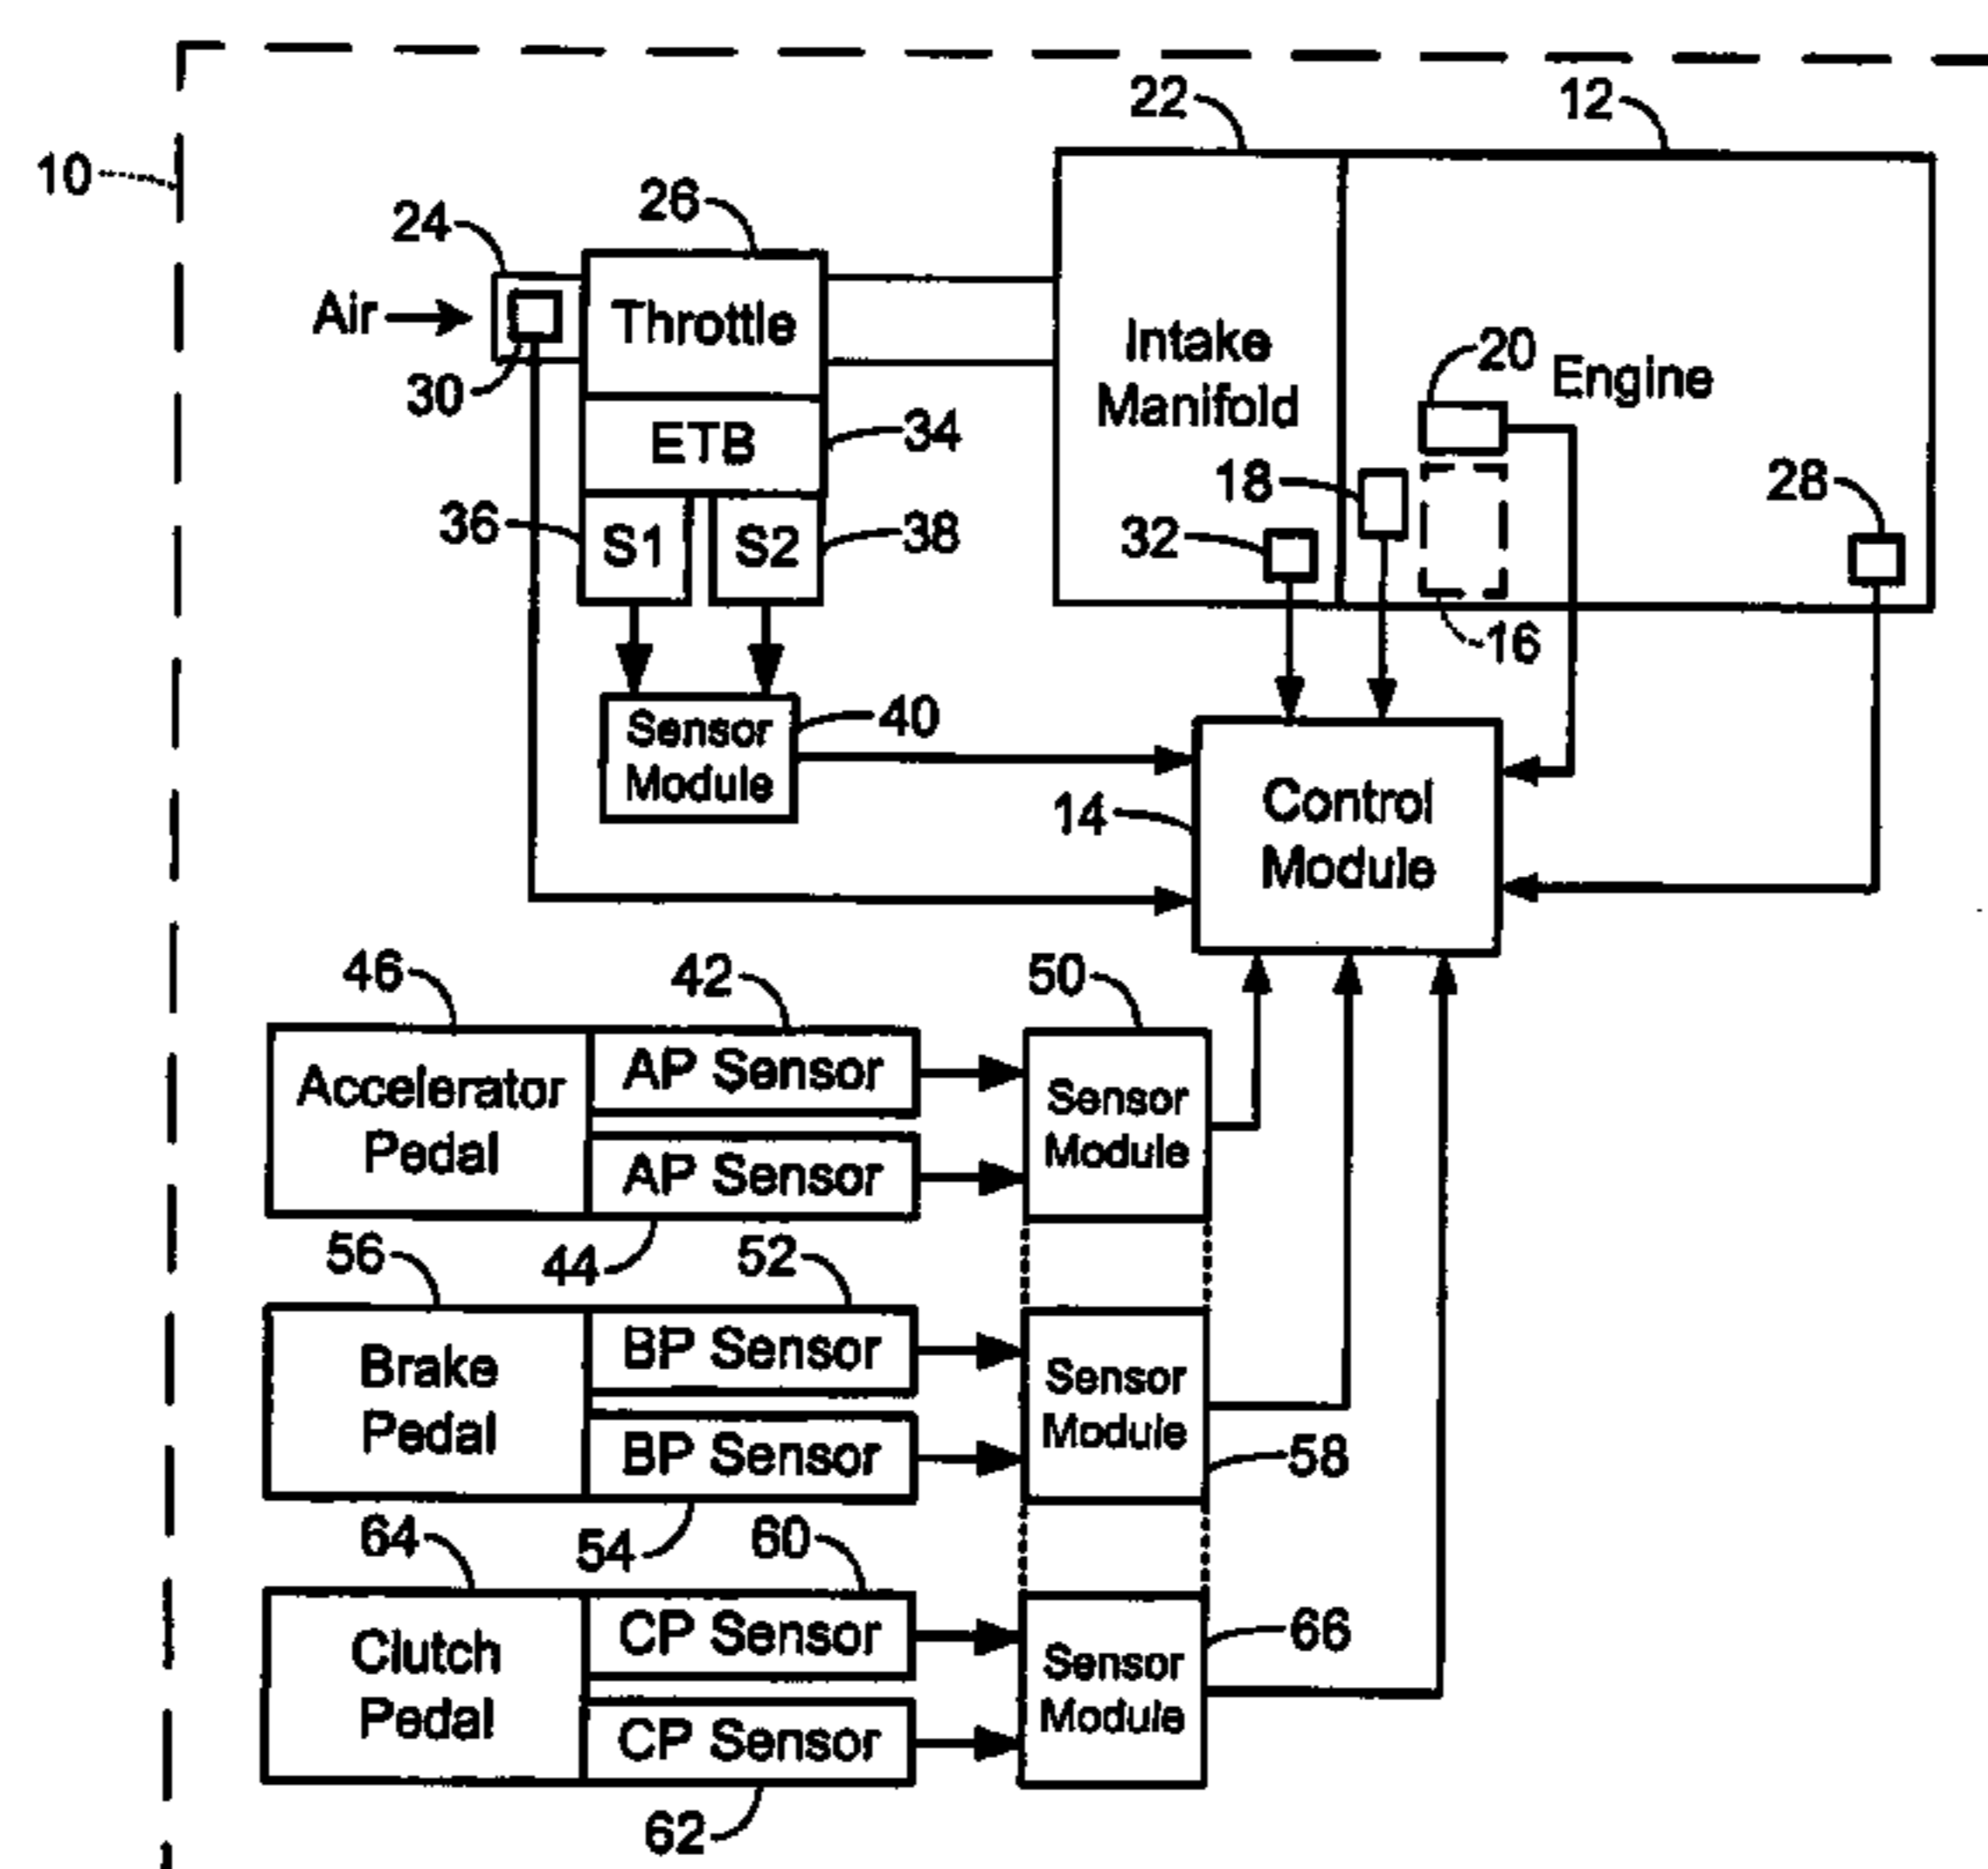 22
12
10
24
26
Air
Throttle
30
Intake
Manifold
20
Engine
ETB
34
18
28
36
S1
S2
38
32
16
Sensor
Module
40
14
Control
Module
46
42
50
Accelerator
Pedal
AP Sensor
AP Sensor
Sensor
Module
56
44
52
Brake
Pedal
BP Sensor
BP Sensor
Sensor
Module
58
64
54
60
Clutch
Pedal
CP Sensor
CP Sensor
Sensor
Module
66
62